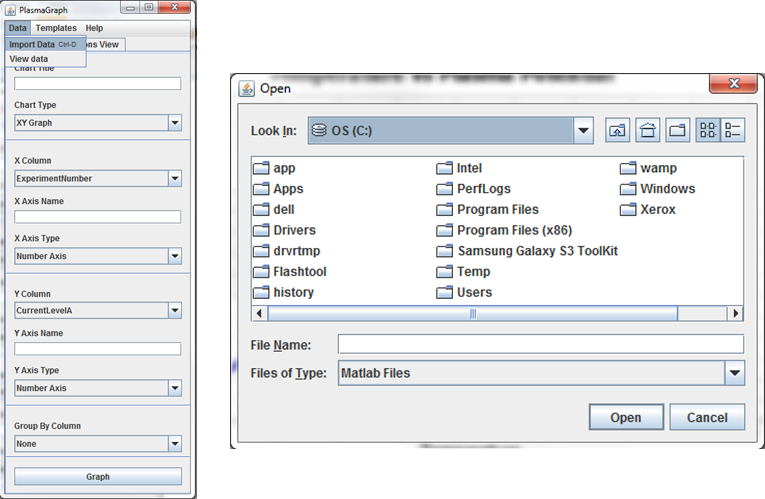 PlasmaGraph
Data Templates Help
Import Data Ctrl-D
ons View
View data
Chart Title
Chart Type
XY Graph
X Column
ExperimentNumber
X Axis Name
X Axis Type
Number Axis
Y Column
CurrentLevelA
Y Axis Name
Y Axis Type
Number Axis
Group By Column
None
Graph
Open
Look In: OS (C:)
app Intel wamp
Apps PerfLogs Windows
dell Program Files Xerox
Drivers Program Files (x86)
drvrtmp Samsung Galaxy S3 ToolKit
Flashtool Temp
history Users
File Name:
Files of Type: Matlab Files
Open Cancel